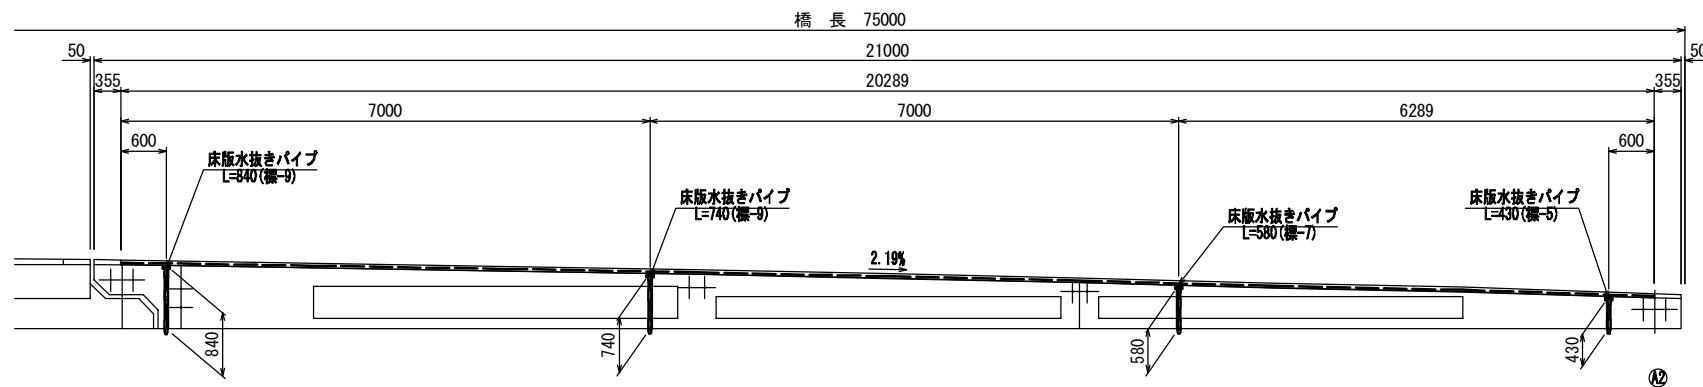 橋 長 75000
50
21000
50
355
20289
355
7000
7000
6289
600
600
床版水抜きパイプ
L=840(標-9)
床版水抜きパイプ
L=740(標-9)
床版水抜きパイプ
L=580(標-7)
床版水抜きパイプ
L=430(標-5)
2.19%
840
740
580
430
A2